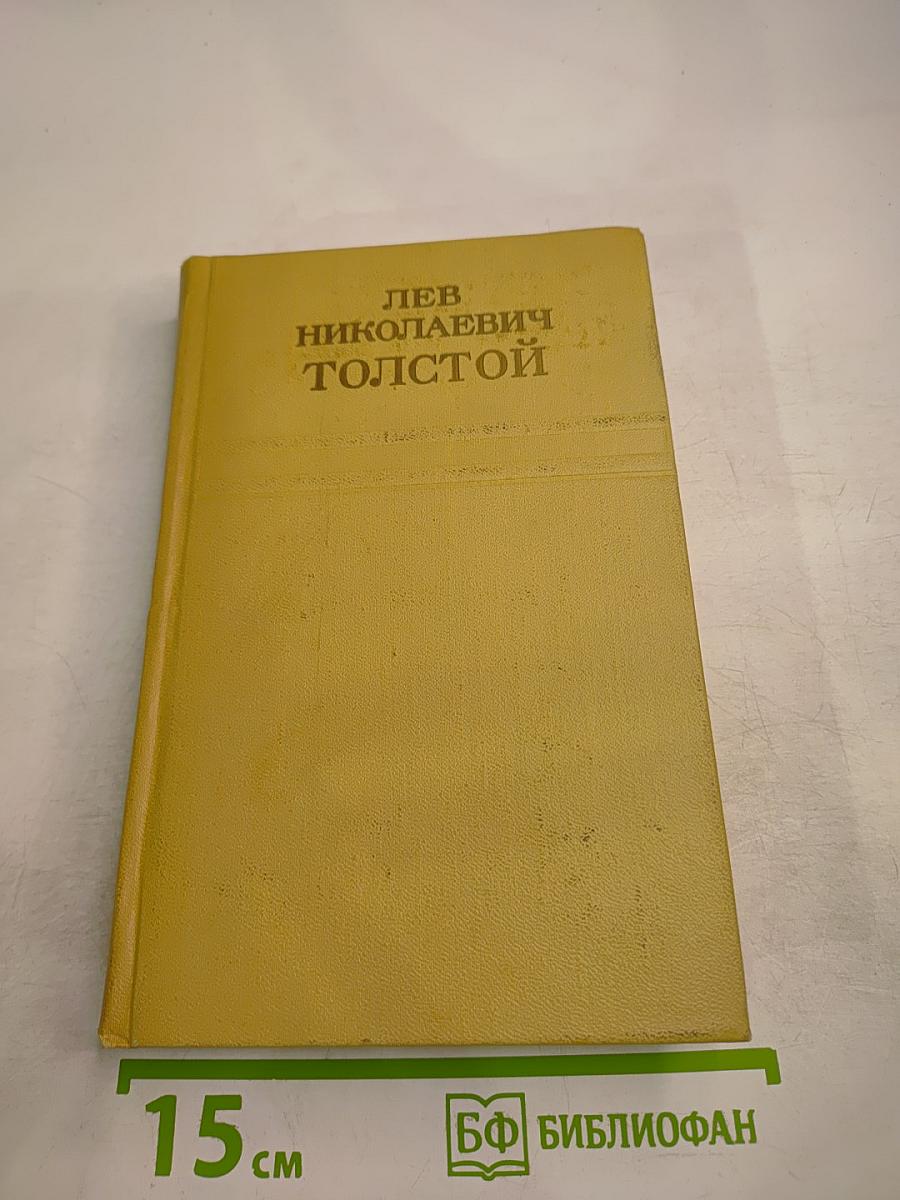 ЛЕВ
НИКОЛАЕВИЧ
ТОЛСТОЙ
15 см
БФ БИБЛИОФАН